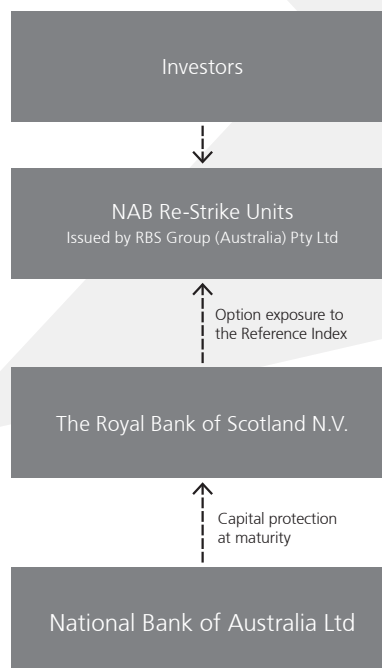 Investors
NAB Re-Strike Units
Issued by RBS Group (Australia) Pty Ltd
Option exposure to
the Reference Index
The Royal Bank of Scotland N.V.
Capital protection
at maturity
National Bank of Australia Ltd